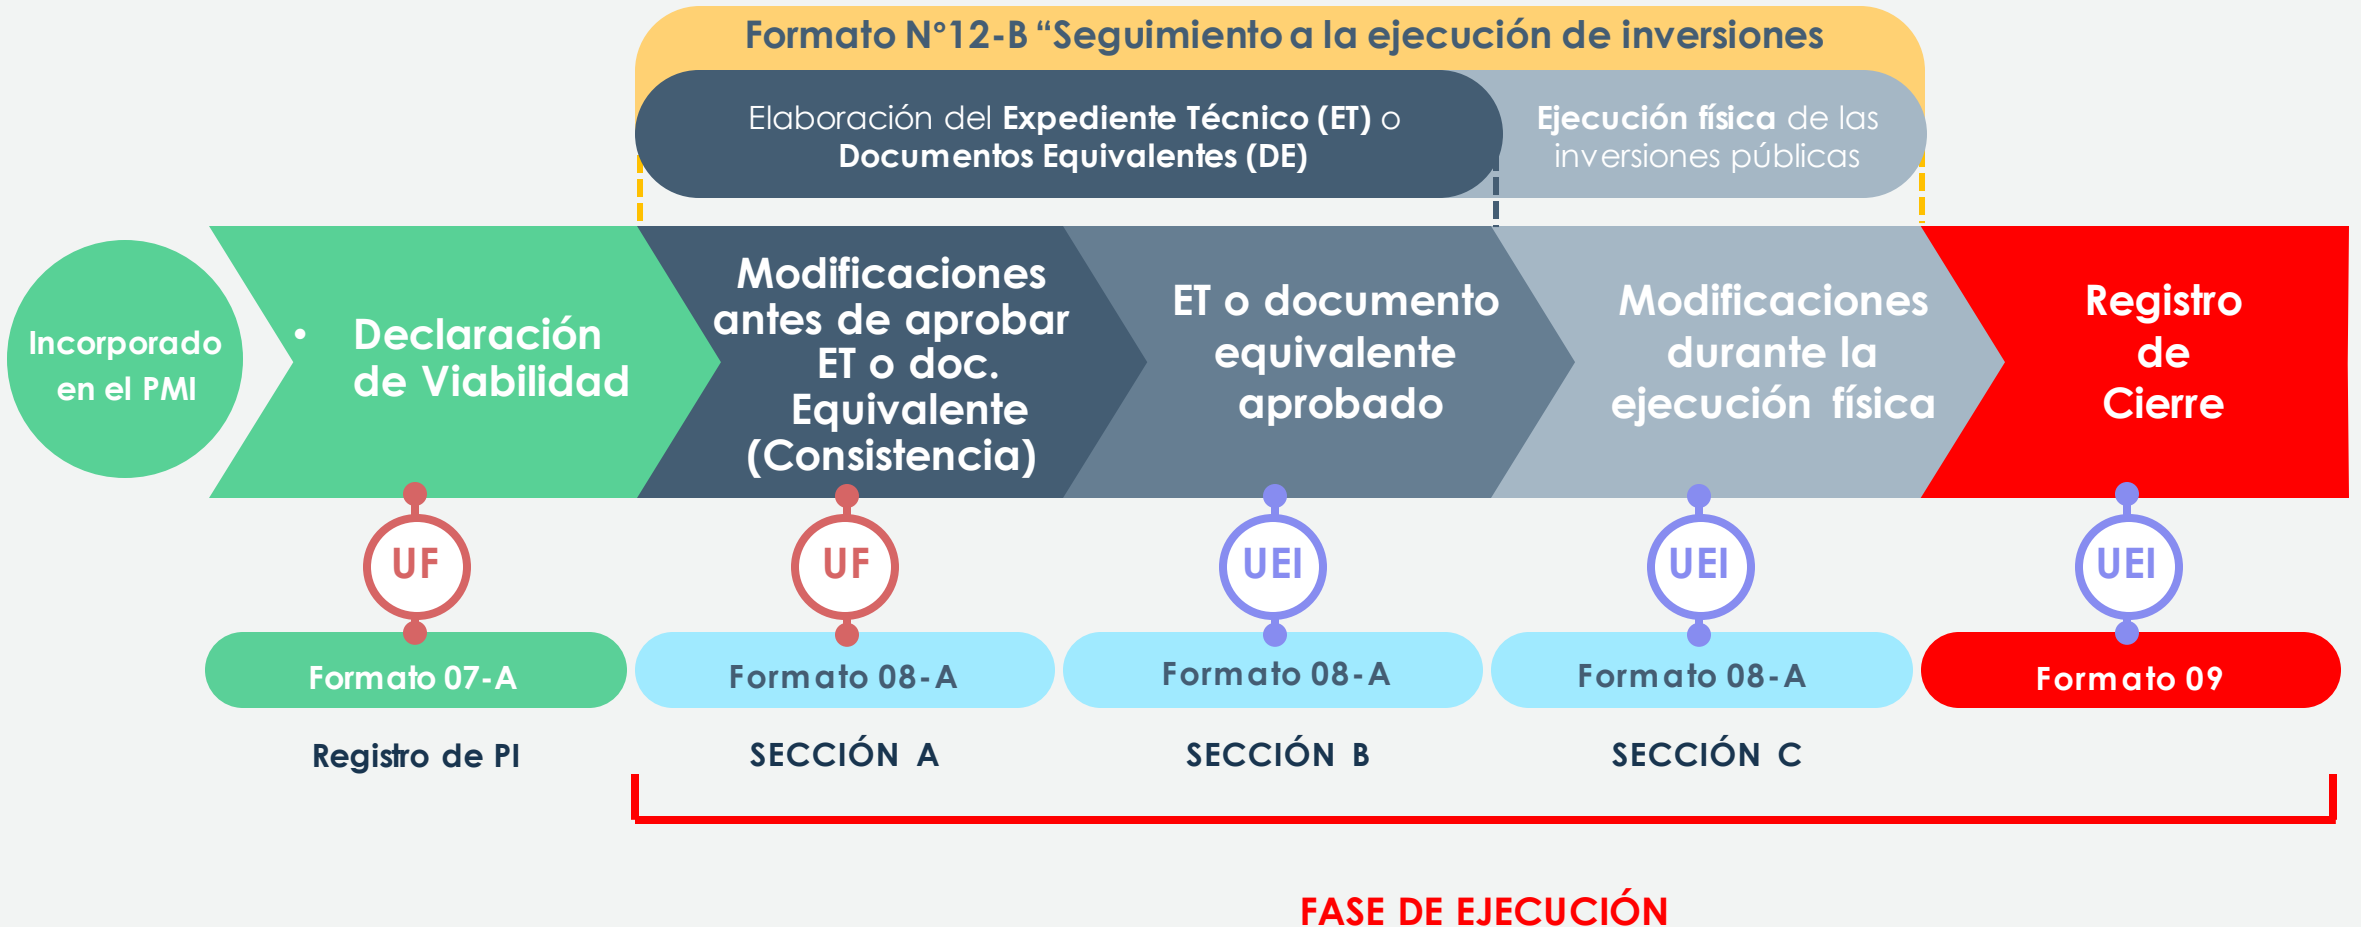 Formato N°12-B “Seguimiento a la ejecución de inversiones
Elaboración del Expediente Técnico (ET) o
Documentos Equivalentes (DE)
Ejecución física de las
inversiones públicas
Incorporado
en el PMI
• Declaración
de Viabilidad
Modificaciones
antes de aprobar
ET o doc.
Equivalente
(Consistencia)
ET o documento
equivalente
aprobado
Modificaciones
durante la
ejecución física
Registro
de
Cierre
UF
UF
UEI
UEI
UEI
Formato 07-A
Formato 08-A
Formato 08-A
Formato 08-A
Formato 09
Registro de PI
SECCIÓN A
SECCIÓN B
SECCIÓN C
FASE DE EJECUCIÓN